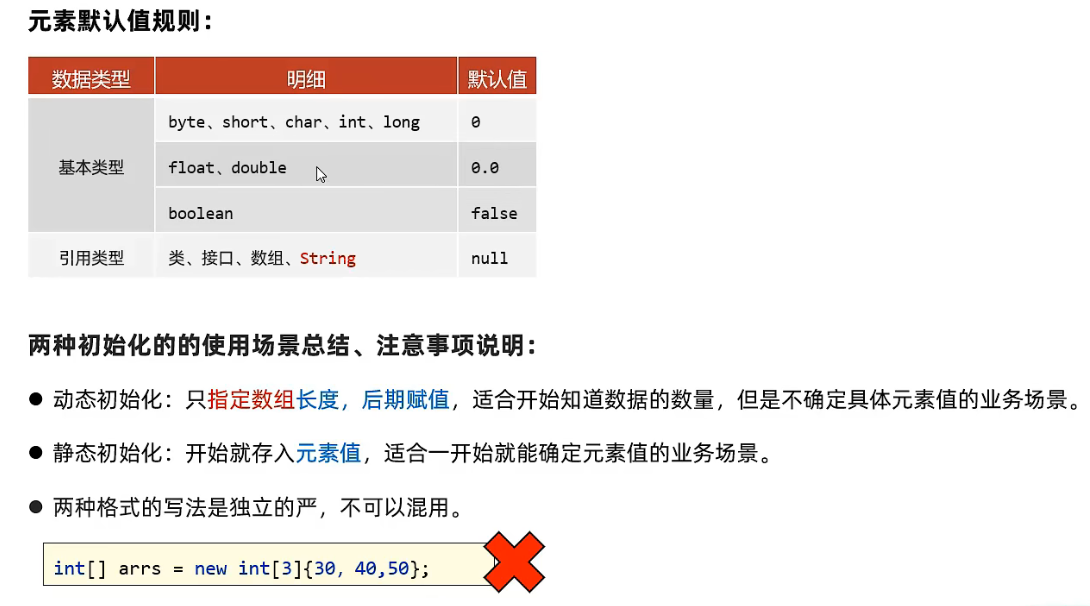 元素默认值规则：
数据类型 明细 默认值
byte、short、char、int、long 0
基本类型 float、double 0.0
boolean false
引用类型 类、接口、数组、String null
两种初始化的的使用场景总结、注意事项说明：
● 动态初始化：只指定数组长度，后期赋值，适合开始知道数据的数量，但是不确定具体元素值的业务场景。
● 静态初始化：开始就存入元素值，适合一开始就能确定元素值的业务场景。
● 两种格式的写法是独立的严，不可以混用。
int[] arrs = new int[3]{30, 40,50};